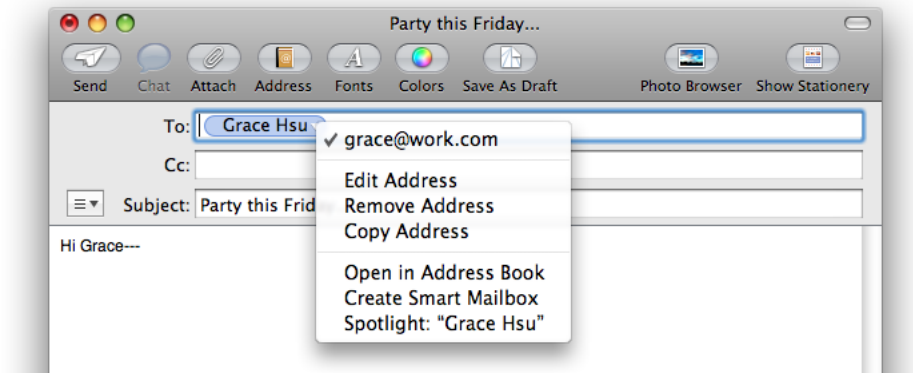 Party this Friday...
Send Chat Attach Address Fonts Colors Save As Draft Photo Browser Show Stationery
To: Grace Hsu
✓ grace@work.com
Cc:
Edit Address
Subject: Party this Frid
Remove Address
Copy Address
Hi Grace---
Open in Address Book
Create Smart Mailbox
Spotlight: “Grace Hsu”